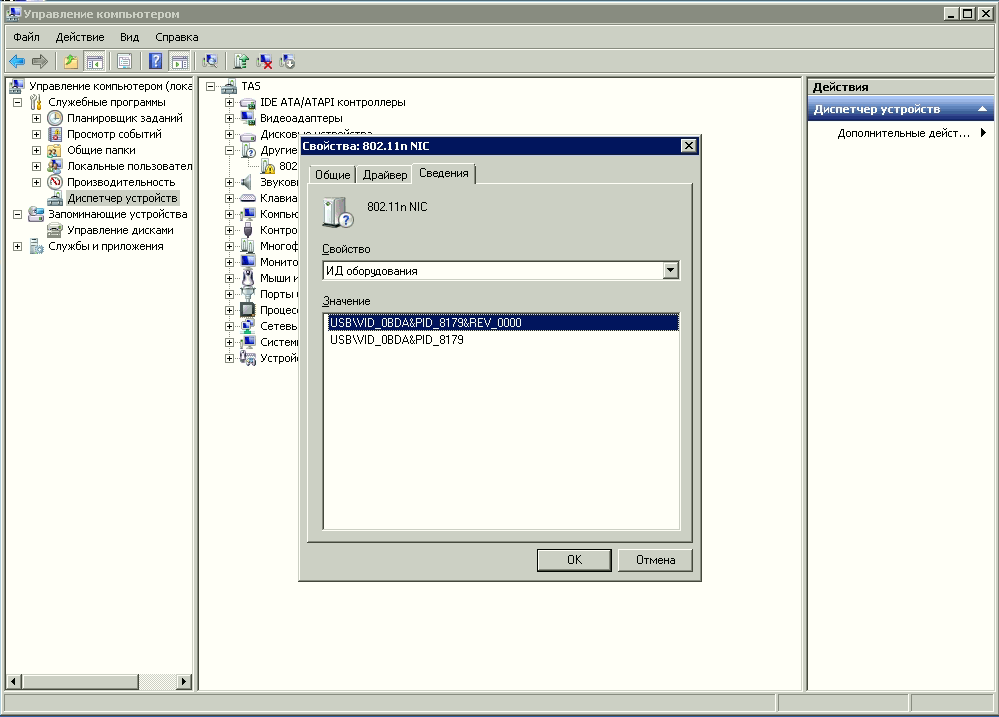 Управление компьютером
Файл Действие Вид Справка
Управление компьютером (лока
Служебные программы
Планировщик заданий
Просмотр событий
Общие папки
Локальные пользовател
Производительность
Диспетчер устройств
Запоминающие устройства
Управление дисками
Службы и приложения
TAS
IDE ATA/ATAPI контроллеры
Видеоадаптеры
Дисковые устройства
Другие
802
Звуков
Клавиа
Компью
Контро
Многоф
Монито
Мыши и
Порты
Процес
Сетевы
Систем
Устрой
Свойства: 802.11n NIC
Общие Драйвер Сведения
802.11n NIC
Свойство
ИД оборудования
Значение
USB\VID_0BDA&PID_8179&REV_0000
USB\VID_0BDA&PID_8179
OK Отмена
Действия
Диспетчер устройств
Дополнительные дейст...